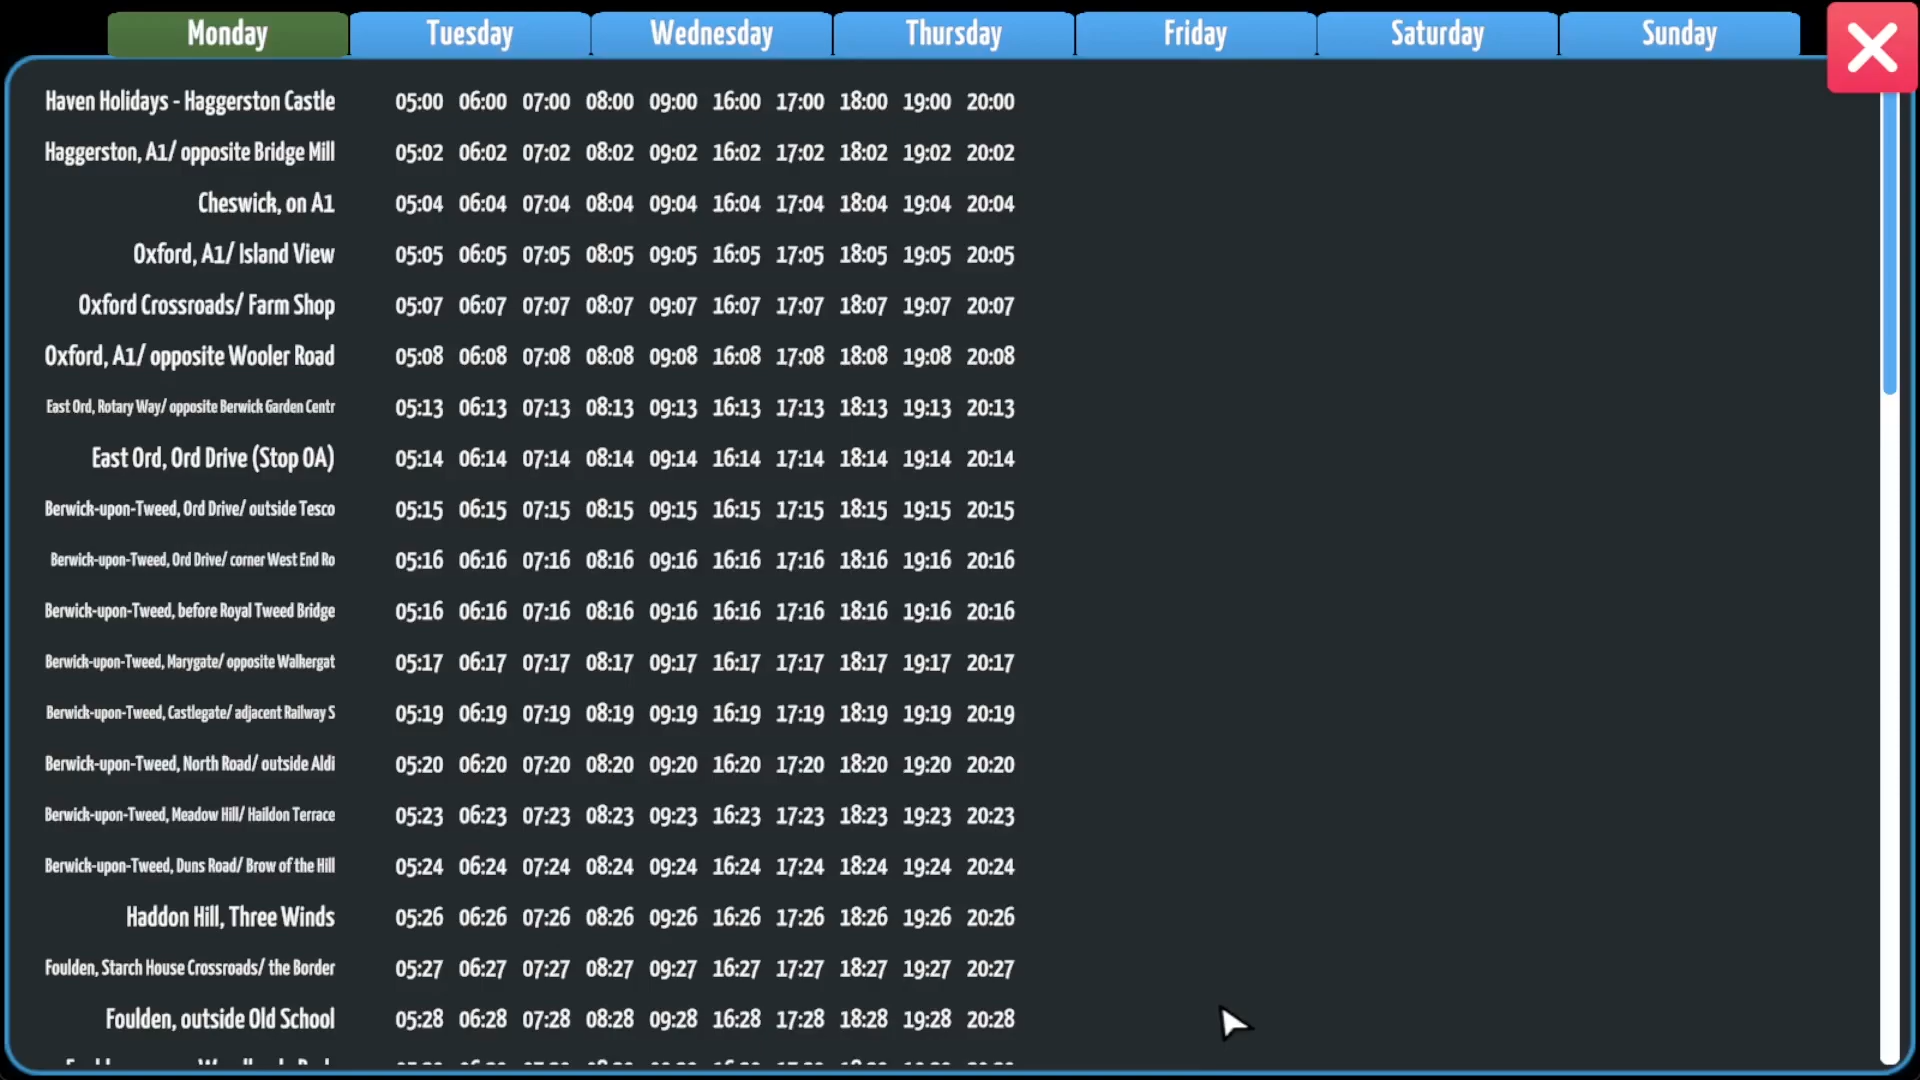 Monday Tuesday Wednesday Thursday Friday Saturday Sunday
Haven Holidays - Haggerston Castle 05:00 06:00 07:00 08:00 09:00 16:00 17:00 18:00 19:00 20:00
Haggerston, A1/ opposite Bridge Mill 05:02 06:02 07:02 08:02 09:02 16:02 17:02 18:02 19:02 20:02
Cheswick, on A1 05:04 06:04 07:04 08:04 09:04 16:04 17:04 18:04 19:04 20:04
Oxford, A1/ Island View 05:05 06:05 07:05 08:05 09:05 16:05 17:05 18:05 19:05 20:05
Oxford Crossroads/ Farm Shop 05:07 06:07 07:07 08:07 09:07 16:07 17:07 18:07 19:07 20:07
Oxford, A1/ opposite Wooler Road 05:08 06:08 07:08 08:08 09:08 16:08 17:08 18:08 19:08 20:08
East Ord, Rotary Way/ opposite Berwick Garden Centr 05:13 06:13 07:13 08:13 09:13 16:13 17:13 18:13 19:13 20:13
East Ord, Ord Drive (Stop OA) 05:14 06:14 07:14 08:14 09:14 16:14 17:14 18:14 19:14 20:14
Berwick-upon-Tweed, Ord Drive/ outside Tesco 05:15 06:15 07:15 08:15 09:15 16:15 17:15 18:15 19:15 20:15
Berwick-upon-Tweed, Ord Drive/ corner West End Ro 05:16 06:16 07:16 08:16 09:16 16:16 17:16 18:16 19:16 20:16
Berwick-upon-Tweed, before Royal Tweed Bridge 05:16 06:16 07:16 08:16 09:16 16:16 17:16 18:16 19:16 20:16
Berwick-upon-Tweed, Marygate/ opposite Walkergat 05:17 06:17 07:17 08:17 09:17 16:17 17:17 18:17 19:17 20:17
Berwick-upon-Tweed, Castlegate/ adjacent Railway S 05:19 06:19 07:19 08:19 09:19 16:19 17:19 18:19 19:19 20:19
Berwick-upon-Tweed, North Road/ outside Aldi 05:20 06:20 07:20 08:20 09:20 16:20 17:20 18:20 19:20 20:20
Berwick-upon-Tweed, Meadow Hill/ Haildon Terrace 05:23 06:23 07:23 08:23 09:23 16:23 17:23 18:23 19:23 20:23
Berwick-upon-Tweed, Duns Road/ Brow of the Hill 05:24 06:24 07:24 08:24 09:24 16:24 17:24 18:24 19:24 20:24
Haddon Hill, Three Winds 05:26 06:26 07:26 08:26 09:26 16:26 17:26 18:26 19:26 20:26
Foulden, Starch House Crossroads/ the Border 05:27 06:27 07:27 08:27 09:27 16:27 17:27 18:27 19:27 20:27
Foulden, outside Old School 05:28 06:28 07:28 08:28 09:28 16:28 17:28 18:28 19:28 20:28